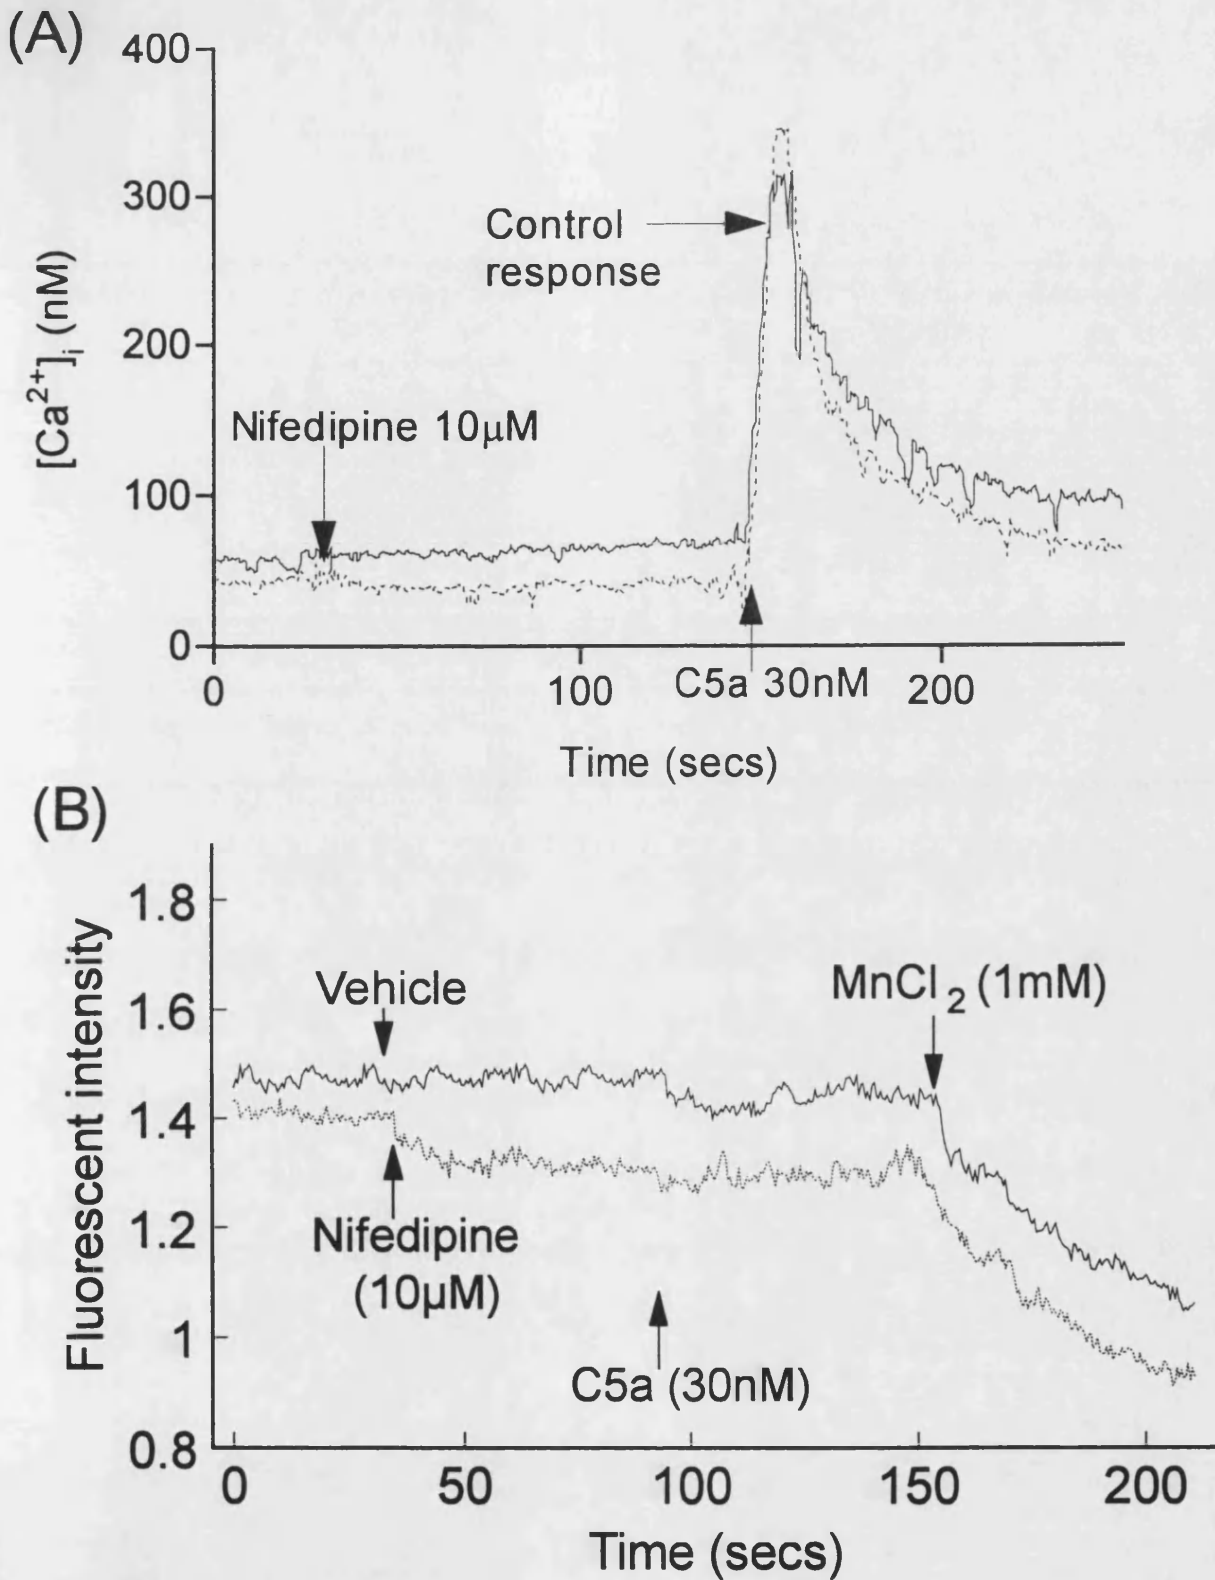 (A)
400
300
200
100
0
[Ca²⁺]ᵢ (nM)
Control
response
Nifedipine 10µM
C5a 30nM
0
100
200
Time (secs)
(B)
1.8
1.6
1.4
1.2
1
0.8
Fluorescent intensity
Vehicle
MnCl₂ (1mM)
Nifedipine
(10µM)
C5a (30nM)
0
50
100
150
200
Time (secs)